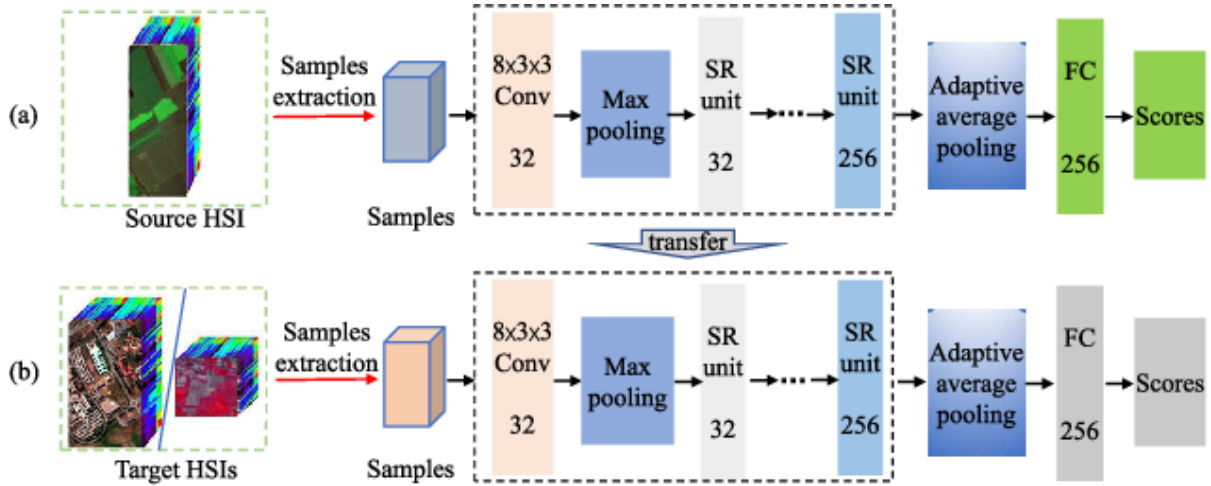 (a)
Source HSI
Samples
extraction
Samples
8x3x3
Conv
32
Max
pooling
SR
unit
32
SR
unit
256
Adaptive
average
pooling
FC
256
Scores
transfer
(b)
Target HSIs
Samples
extraction
Samples
8x3x3
Conv
32
Max
pooling
SR
unit
32
SR
unit
256
Adaptive
average
pooling
FC
256
Scores